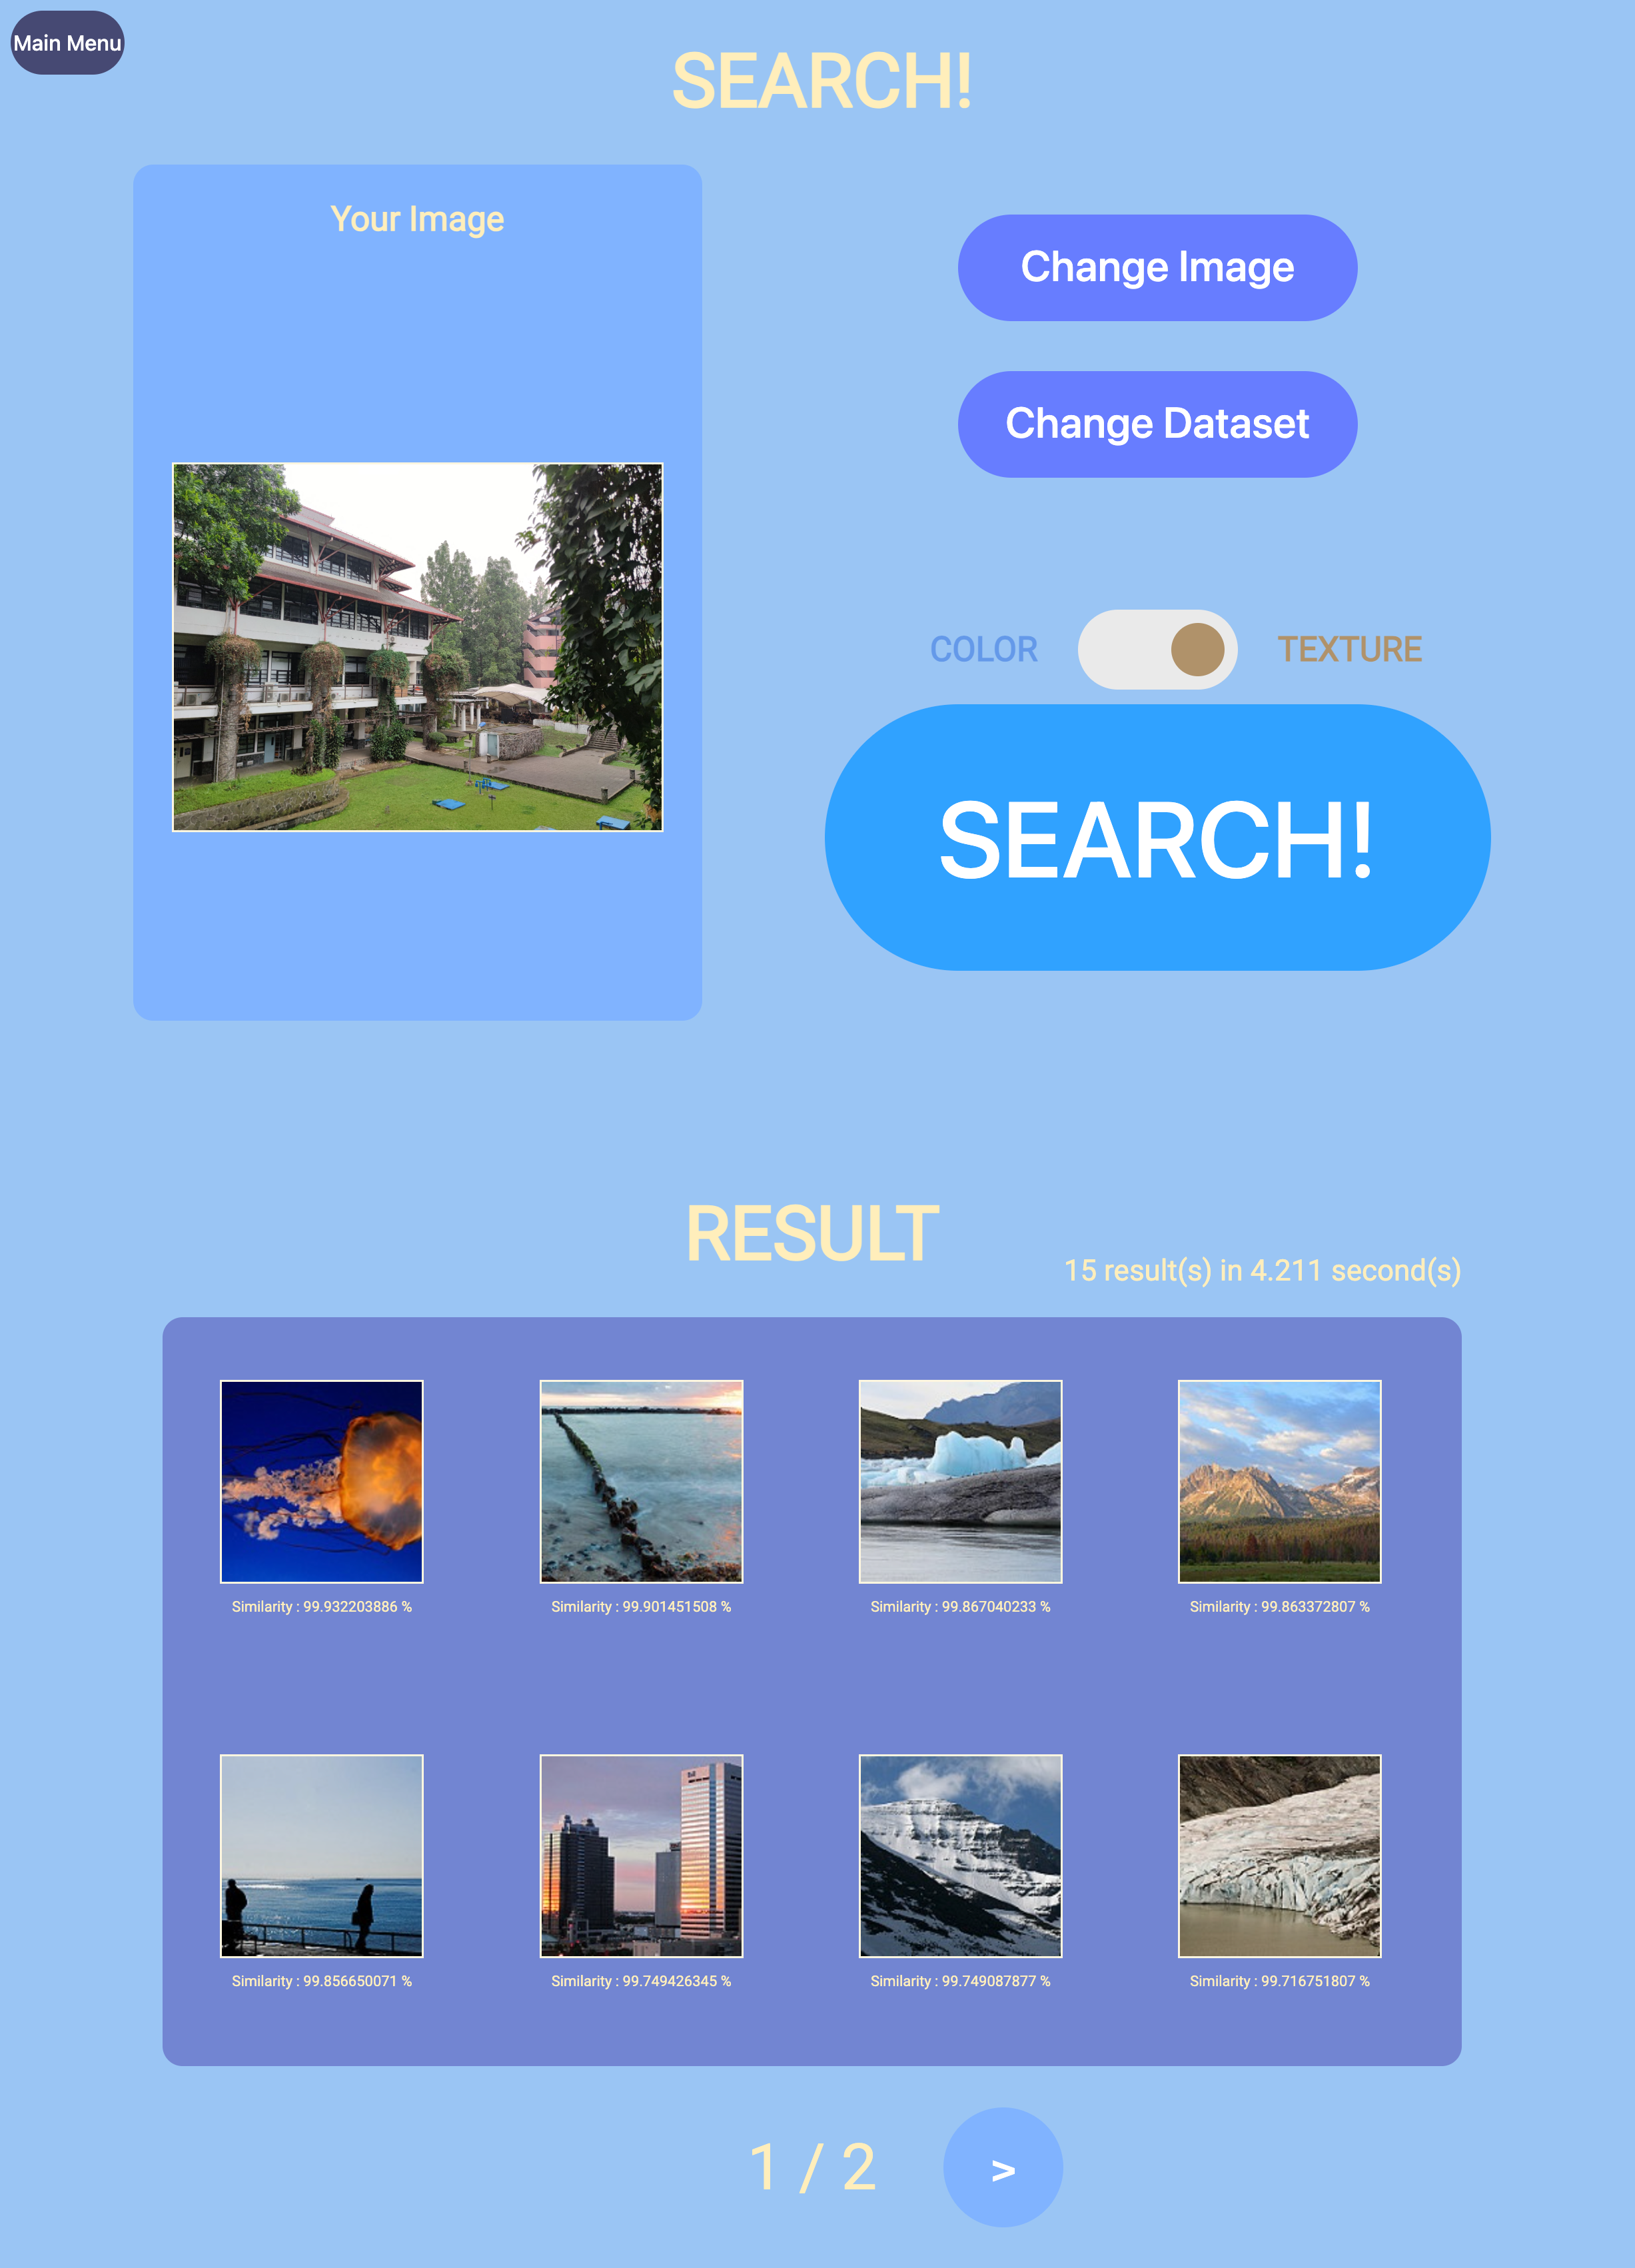 Main Menu
SEARCH!
Your Image
Change Image
Change Dataset
COLOR
TEXTURE
SEARCH!
RESULT
15 result(s) in 4.211 second(s)
Similarity : 99.932203886 %
Similarity : 99.901451508 %
Similarity : 99.867040233 %
Similarity : 99.863372807 %
Similarity : 99.856650071 %
Similarity : 99.749426345 %
Similarity : 99.749087877 %
Similarity : 99.716751807 %
1 / 2
>